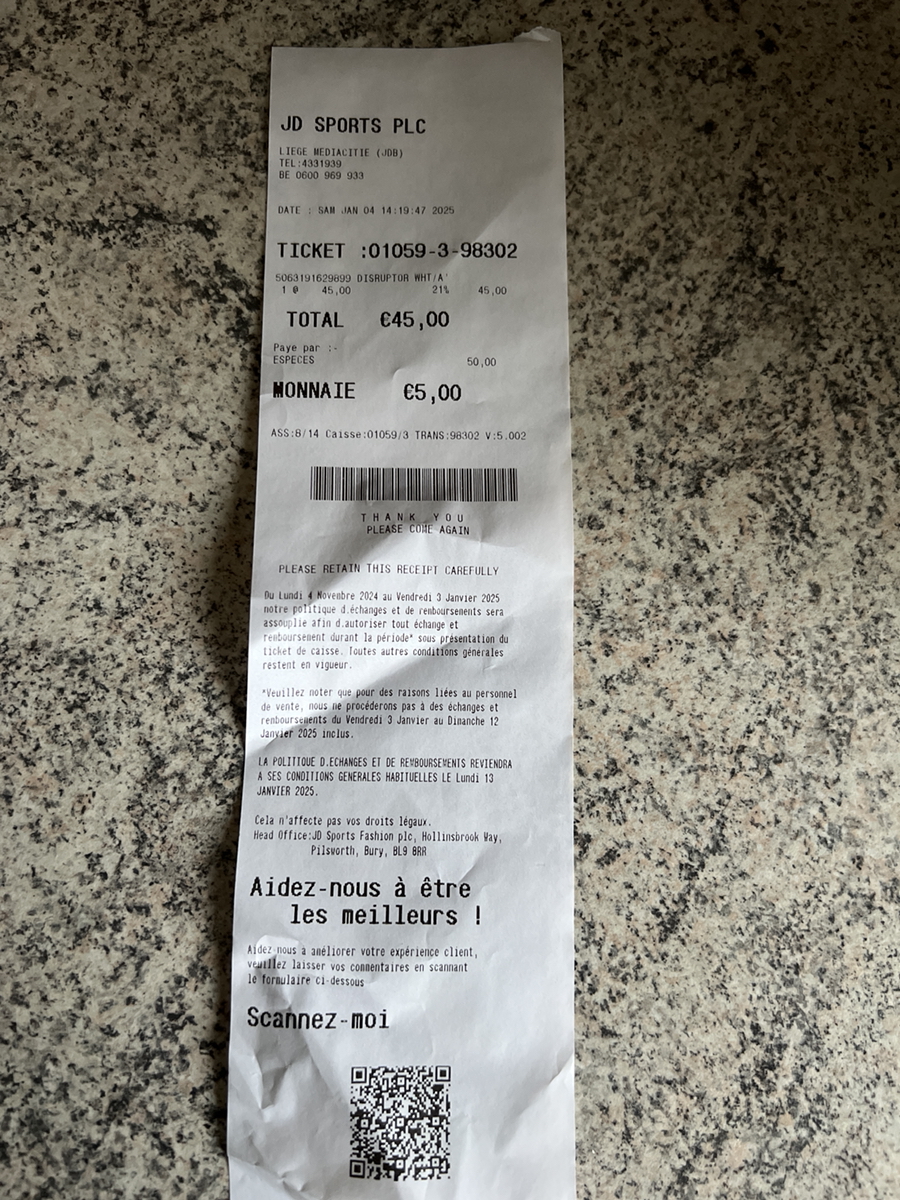 JD SPORTS PLC
LIEGE MEDIACITIE (JDB)
TEL:4331939
BE 0600 969 933
DATE : SAM JAN 04 14:19:47 2025
TICKET :01059-3-98302
5063191629899 DISRUPTOR WHT/A'
1 @ 45,00 21% 45,00
TOTAL €45,00
Paye par :-
ESPECES 50,00
MONNAIE €5,00
ASS:8/14 Caisse:01059/3 TRANS:98302 V:5.002
THANK YOU
PLEASE COME AGAIN
PLEASE RETAIN THIS RECEIPT CAREFULLY
Du Lundi 4 Novembre 2024 au Vendredi 3 Janvier 2025
notre politique d.échanges et de remboursements sera
assouplie afin d.autoriser tout échange et
remboursement durant la période* sous présentation du
ticket de caisse. Toutes autres conditions générales
restent en vigueur.
*Veuillez noter que pour des raisons liées au personnel
de vente, nous ne procéderons pas à des échanges et
remboursements du Vendredi 3 Janvier au Dimanche 12
Janvier 2025 inclus.
LA POLITIQUE D.ECHANGES ET DE REMBOURSEMENTS REVIENDRA
A SES CONDITIONS GENERALES HABITUELLES LE Lundi 13
JANVIER 2025.
Cela n'affecte pas vos droits légaux.
Head Office:JD Sports Fashion plc, Hollinsbrook Way,
Pilsworth, Bury, BL9 8RR
Aidez-nous à être
les meilleurs !
Aidez-nous à améliorer votre expérience client,
veuillez laisser vos commentaires en scannant
le formulaire ci-dessous
Scannez-moi